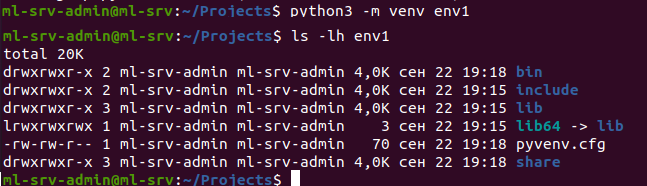 ml-srv-admin@ml-srv:~/Projects$ python3 -m venv env1
ml-srv-admin@ml-srv:~/Projects$ ls -lh env1
total 20K
drwxrwxr-x 2 ml-srv-admin ml-srv-admin 4,0K сен 22 19:18 bin
drwxrwxr-x 2 ml-srv-admin ml-srv-admin 4,0K сен 22 19:15 include
drwxrwxr-x 3 ml-srv-admin ml-srv-admin 4,0K сен 22 19:15 lib
lrwxrwxrwx 1 ml-srv-admin ml-srv-admin    3 сен 22 19:15 lib64 -> lib
-rw-rw-r-- 1 ml-srv-admin ml-srv-admin   70 сен 22 19:18 pyvenv.cfg
drwxrwxr-x 3 ml-srv-admin ml-srv-admin 4,0K сен 22 19:18 share
ml-srv-admin@ml-srv:~/Projects$